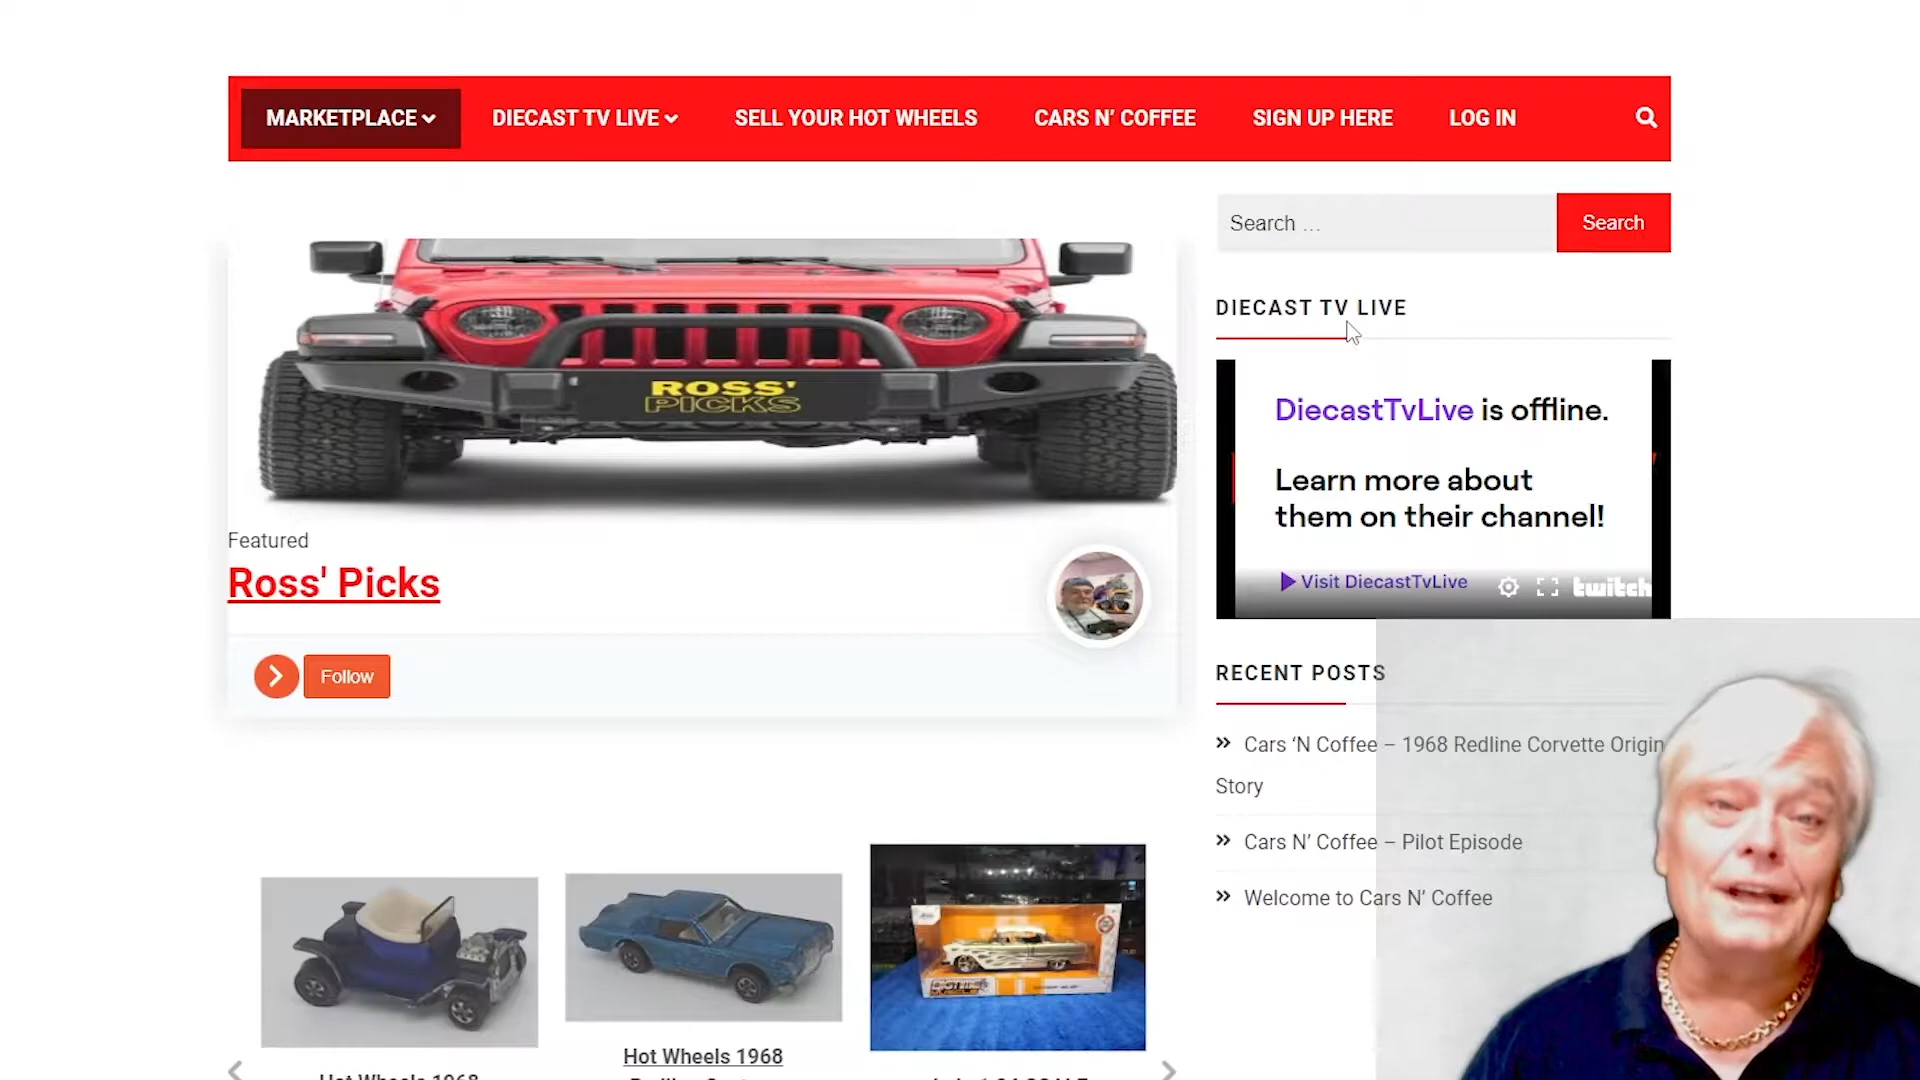 MARKETPLACE
DIECAST TV LIVE
SELL YOUR HOT WHEELS
CARS N’ COFFEE
SIGN UP HERE
LOG IN
Search …
Search
DIECAST TV LIVE
ROSS'
PICKS
DiecastTvLive is offline.
Learn more about
them on their channel!
Visit DiecastTvLive
twitch
Featured
Ross' Picks
Follow
RECENT POSTS
Cars ‘N Coffee – 1968 Redline Corvette Origin
Story
Cars N’ Coffee – Pilot Episode
Welcome to Cars N’ Coffee
Hot Wheels 1968
Hot Wheels 1968